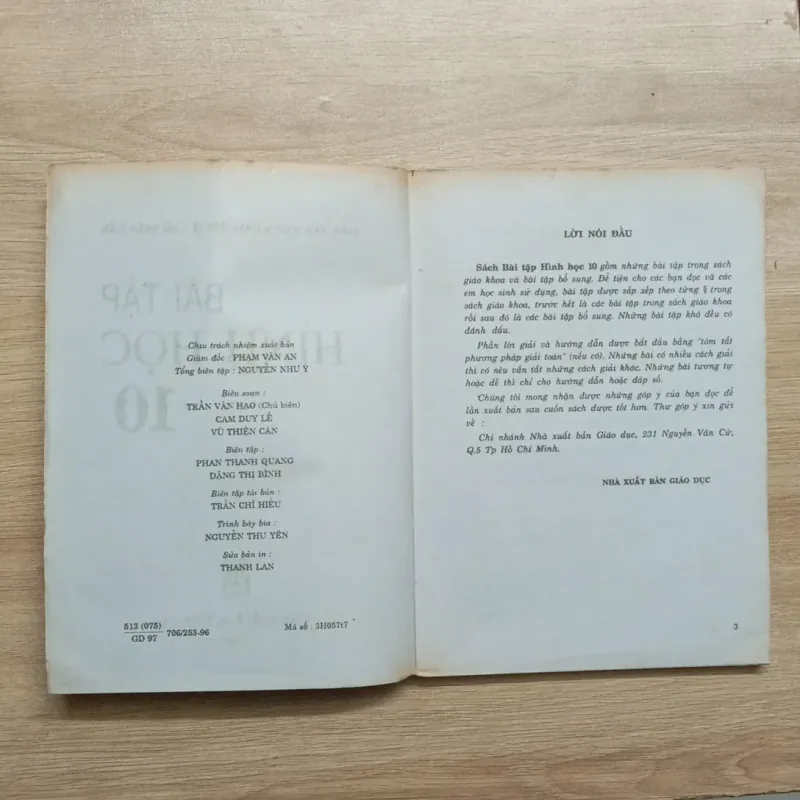 Chịu trách nhiệm xuất bản
Giám đốc : PHẠM VĂN AN
Tổng biên tập : NGUYỄN NHƯ Ý
Biên soạn :
TRẦN VĂN HẠO (Chủ biên)
CAM DUY LỄ
VŨ THIỆN CĂN
Biên tập :
PHAN THANH QUANG
ĐẶNG THỊ BÌNH
Biên tập tái bản :
TRẦN CHÍ HIẾU
Trình bày bìa :
NGUYỄN THU YÊN
Sửa bản in :
THANH LAN
513 (075)
GD 97
706/253-96
Mã số : 3H057t7
LỜI NÓI ĐẦU
Sách Bài tập Hình học 10 gồm những bài tập trong sách
giáo khoa và bài tập bổ sung. Để tiện cho các bạn đọc và các
em học sinh sử dụng, bài tập được sắp xếp theo từng § trong
sách giáo khoa, trước hết là các bài tập trong sách giáo khoa
rồi sau đó là các bài tập bổ sung. Những bài tập khó đều có
đánh dấu.
Phần lời giải và hướng dẫn được bắt đầu bằng "tóm tắt
phương pháp giải toán" (nếu có). Những bài có nhiều cách giải
thì có nêu vắn tắt những cách giải khác. Những bài tương tự
hoặc dễ thì chỉ cho hướng dẫn hoặc đáp số.
Chúng tôi mong nhận được những góp ý của bạn đọc để
lần xuất bản sau cuốn sách được tốt hơn. Thư góp ý xin gửi
về :
Chi nhánh Nhà xuất bản Giáo dục, 231 Nguyễn Văn Cừ,
Q.5 Tp Hồ Chí Minh.
NHÀ XUẤT BẢN GIÁO DỤC
3
BÀI TẬP
HÌNH HỌC
10